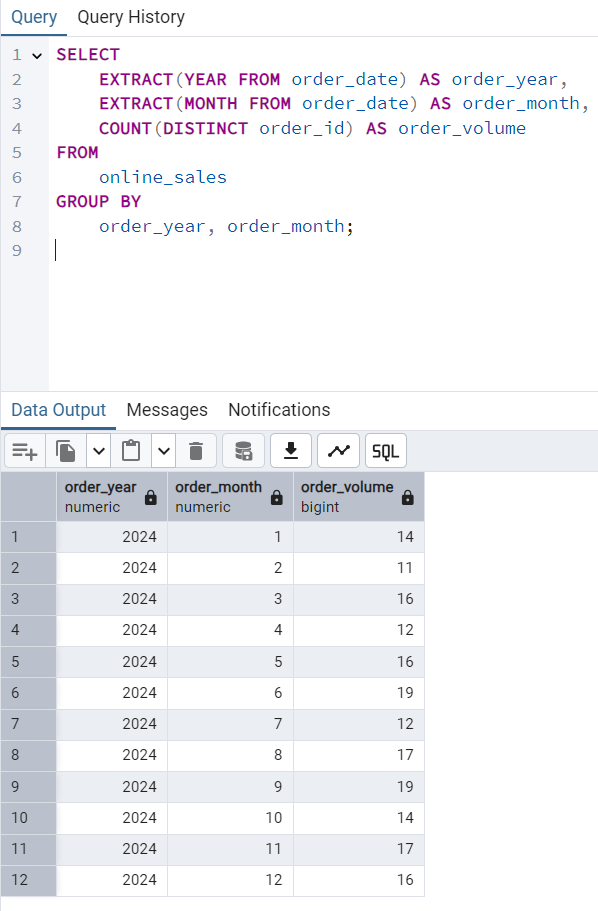 Query Query History
1 SELECT
2 EXTRACT(YEAR FROM order_date) AS order_year,
3 EXTRACT(MONTH FROM order_date) AS order_month,
4 COUNT(DISTINCT order_id) AS order_volume
5 FROM
6 online_sales
7 GROUP BY
8 order_year, order_month;
9
Data Output Messages Notifications
SQL
order_year order_month order_volume
numeric numeric bigint
1 2024 1 14
2 2024 2 11
3 2024 3 16
4 2024 4 12
5 2024 5 16
6 2024 6 19
7 2024 7 12
8 2024 8 17
9 2024 9 19
10 2024 10 14
11 2024 11 17
12 2024 12 16